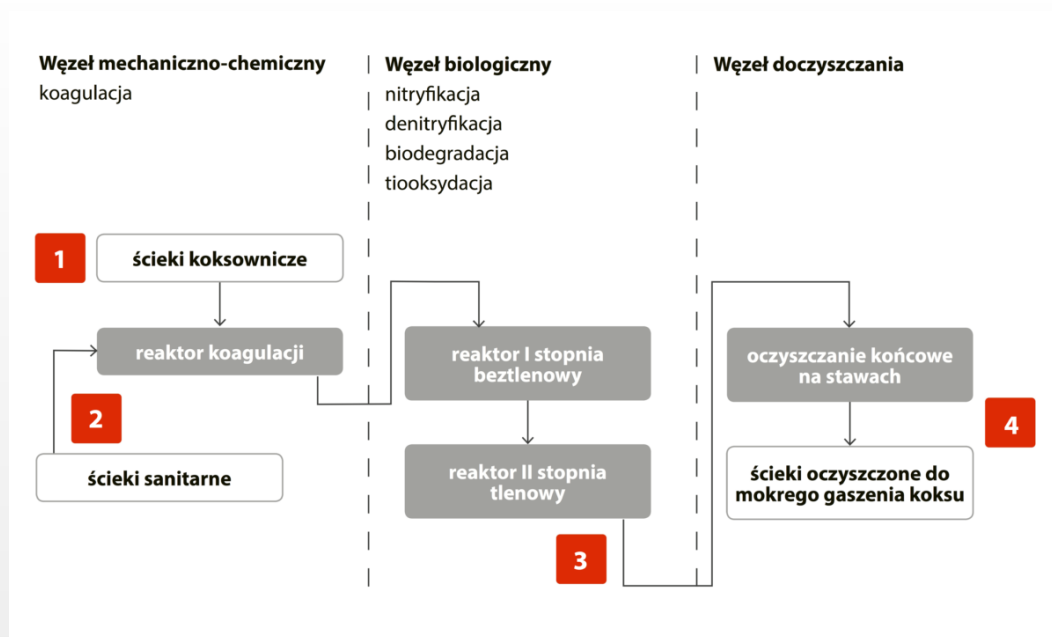 Węzeł mechaniczno-chemiczny
koagulacja
Węzeł biologiczny
nitryfikacja
denitryfikacja
biodegradacja
tiooksydacja
Węzeł doczyszczania
1
ścieki koksownicze
reaktor koagulacji
2
ścieki sanitarne
reaktor I stopnia
beztlenowy
reaktor II stopnia
tlenowy
3
oczyszczanie końcowe
na stawach
4
ścieki oczyszczone do
mokrego gaszenia koksu